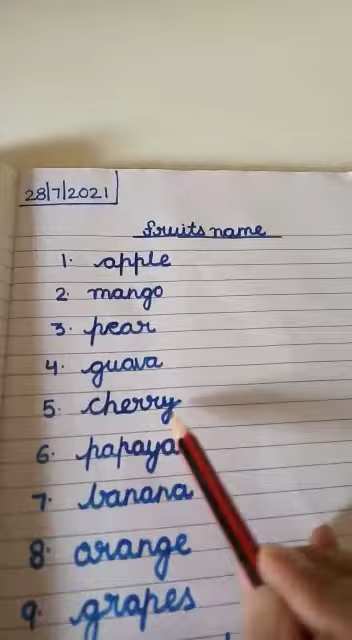 28/7/2021
fruits name
1. apple
2. mango
3. pear
4. guava
5. cherry
6. papaya
7. banana
8. orange
9. grapes